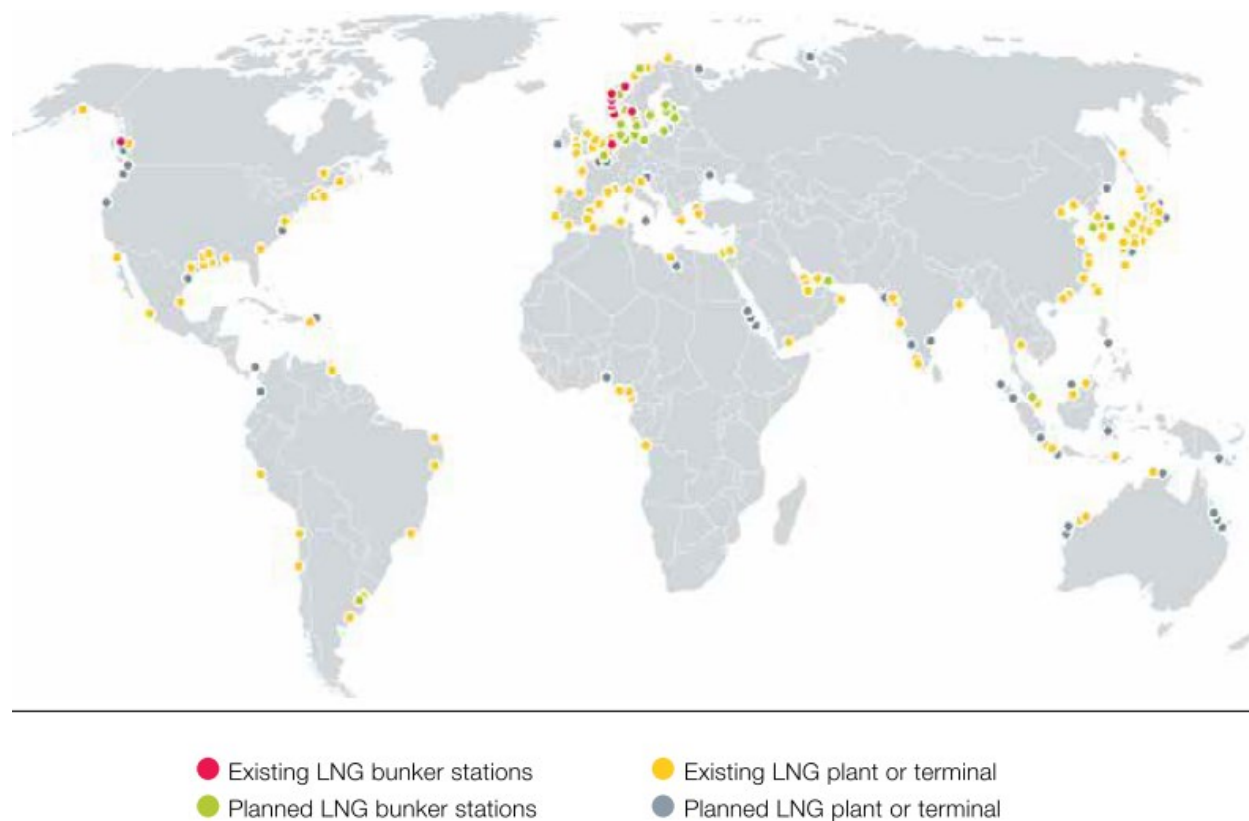 Existing LNG bunker stations
Existing LNG plant or terminal
Planned LNG bunker stations
Planned LNG plant or terminal